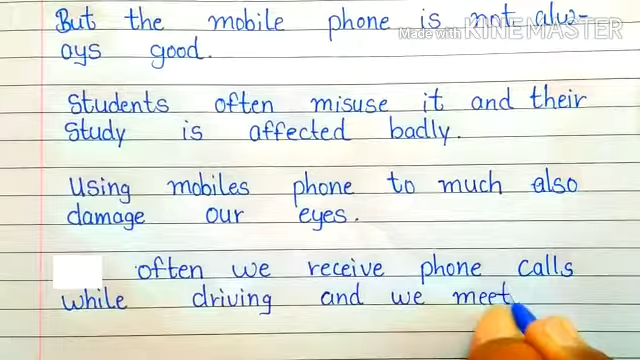 But the mobile phone is not alw-
Made with KINEMASTER
ays good.
Students often misuse it and their
study is affected badly.
Using mobiles phone to much also
damage our eyes.
often we receive phone calls
while driving and we meet